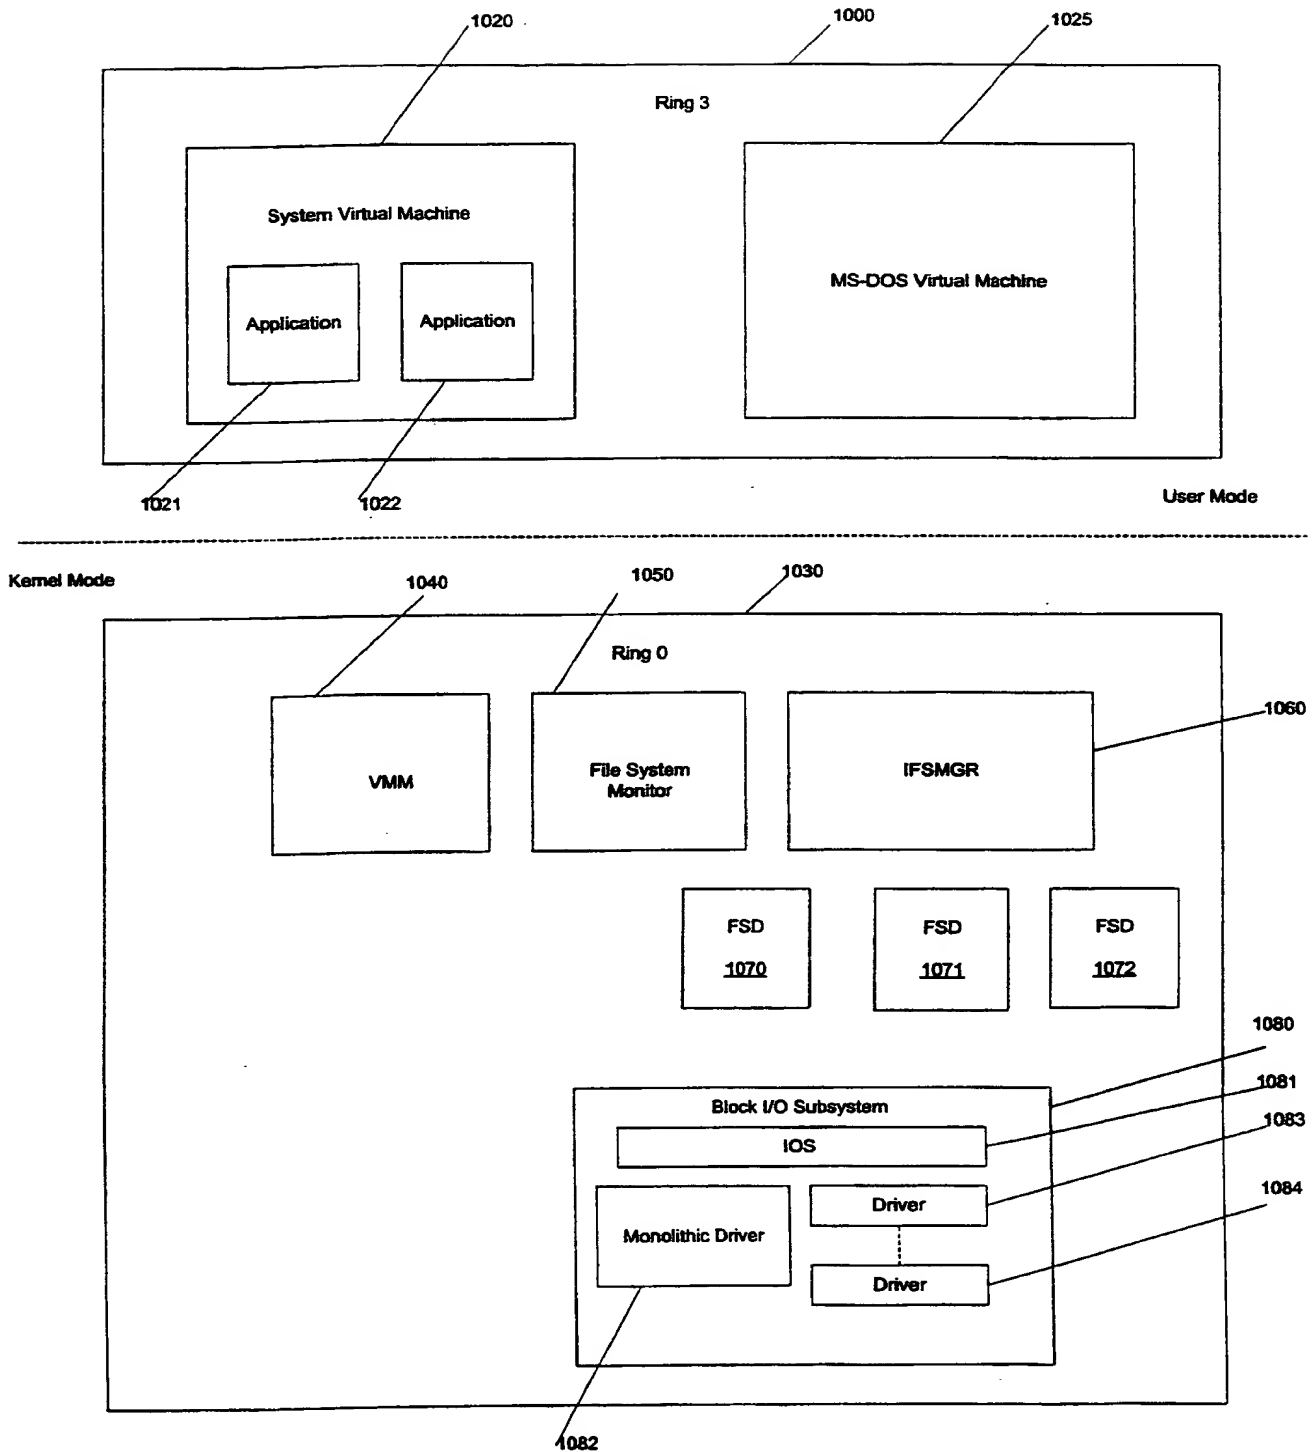 1020
1000
1025
Ring 3
System Virtual Machine
Application
Application
MS-DOS Virtual Machine
1021
1022
User Mode
Kernel Mode
1040
1050
1030
Ring 0
1060
VMM
File System
Monitor
IFSMGR
FSD
1070
FSD
1071
FSD
1072
1080
1081
Block I/O Subsystem
1083
IOS
1084
Driver
Monolithic Driver
Driver
1082